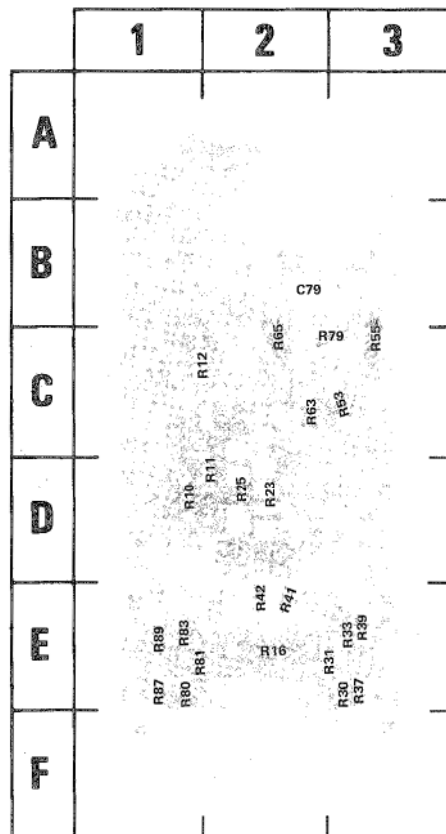 1 2 3
A
B
C79
R65 R79 R55
R12
C
R63 R53
R11
R10 R25 R23
D
R42 R41
R89 R83 R33 R39
E
R81 R16 R31
R87 R80 R30 R37
F